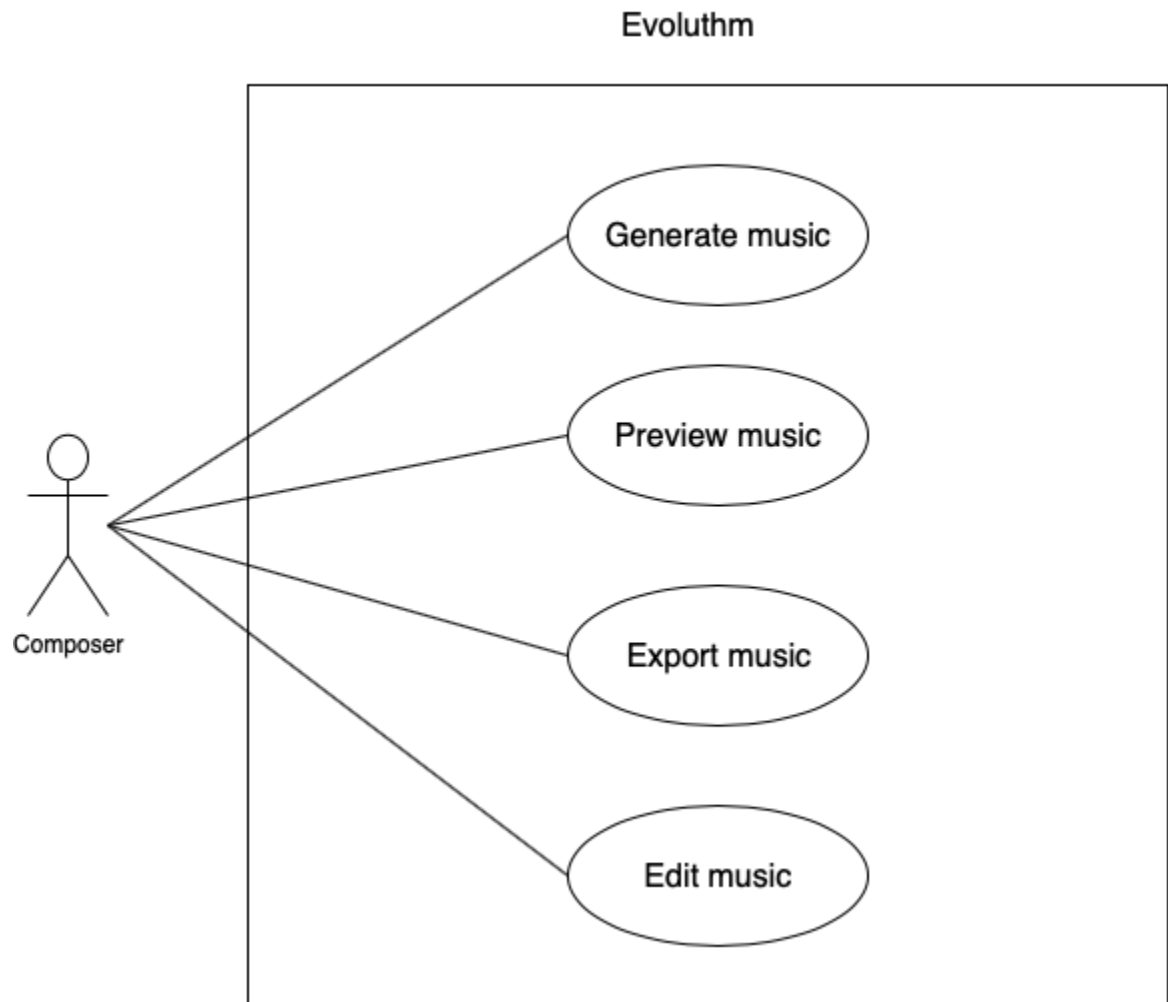 Evoluthm
Generate music
Preview music
Composer
Export music
Edit music